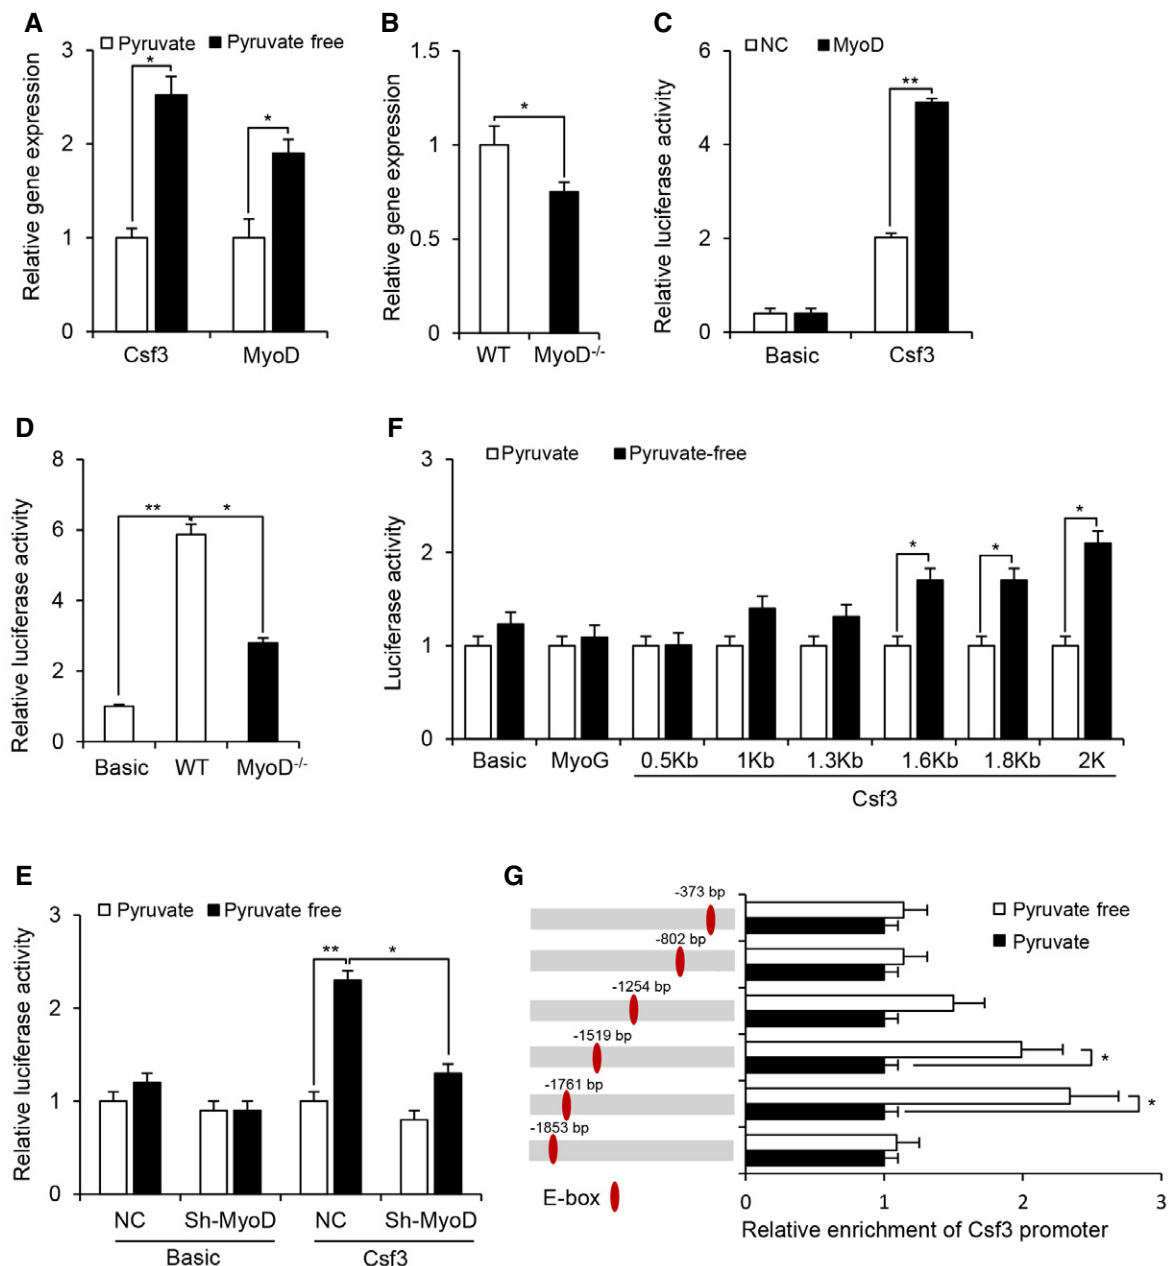 A
Pyruvate
Pyruvate free
Relative gene expression
3
2
1
0
*
*
Csf3
MyoD
B
Relative gene expression
1.5
1
0.5
0
*
WT
MyoD-/-
C
NC
MyoD
Relative luciferase activity
6
4
2
0
**
Basic
Csf3
D
Relative luciferase activity
8
6
4
2
0
**
*
Basic
WT
MyoD-/-
F
Pyruvate
Pyruvate-free
Luciferase activity
3
2
1
0
*
*
*
Basic
MyoG
0.5Kb
1Kb
1.3Kb
1.6Kb
1.8Kb
2K
Csf3
E
Pyruvate
Pyruvate free
Relative luciferase activity
3
2
1
0
**
*
NC
Sh-MyoD
NC
Sh-MyoD
Basic
Csf3
G
-373 bp
-802 bp
-1254 bp
-1519 bp
-1761 bp
-1853 bp
E-box
Pyruvate free
Pyruvate
*
*
0
1
2
3
Relative enrichment of Csf3 promoter